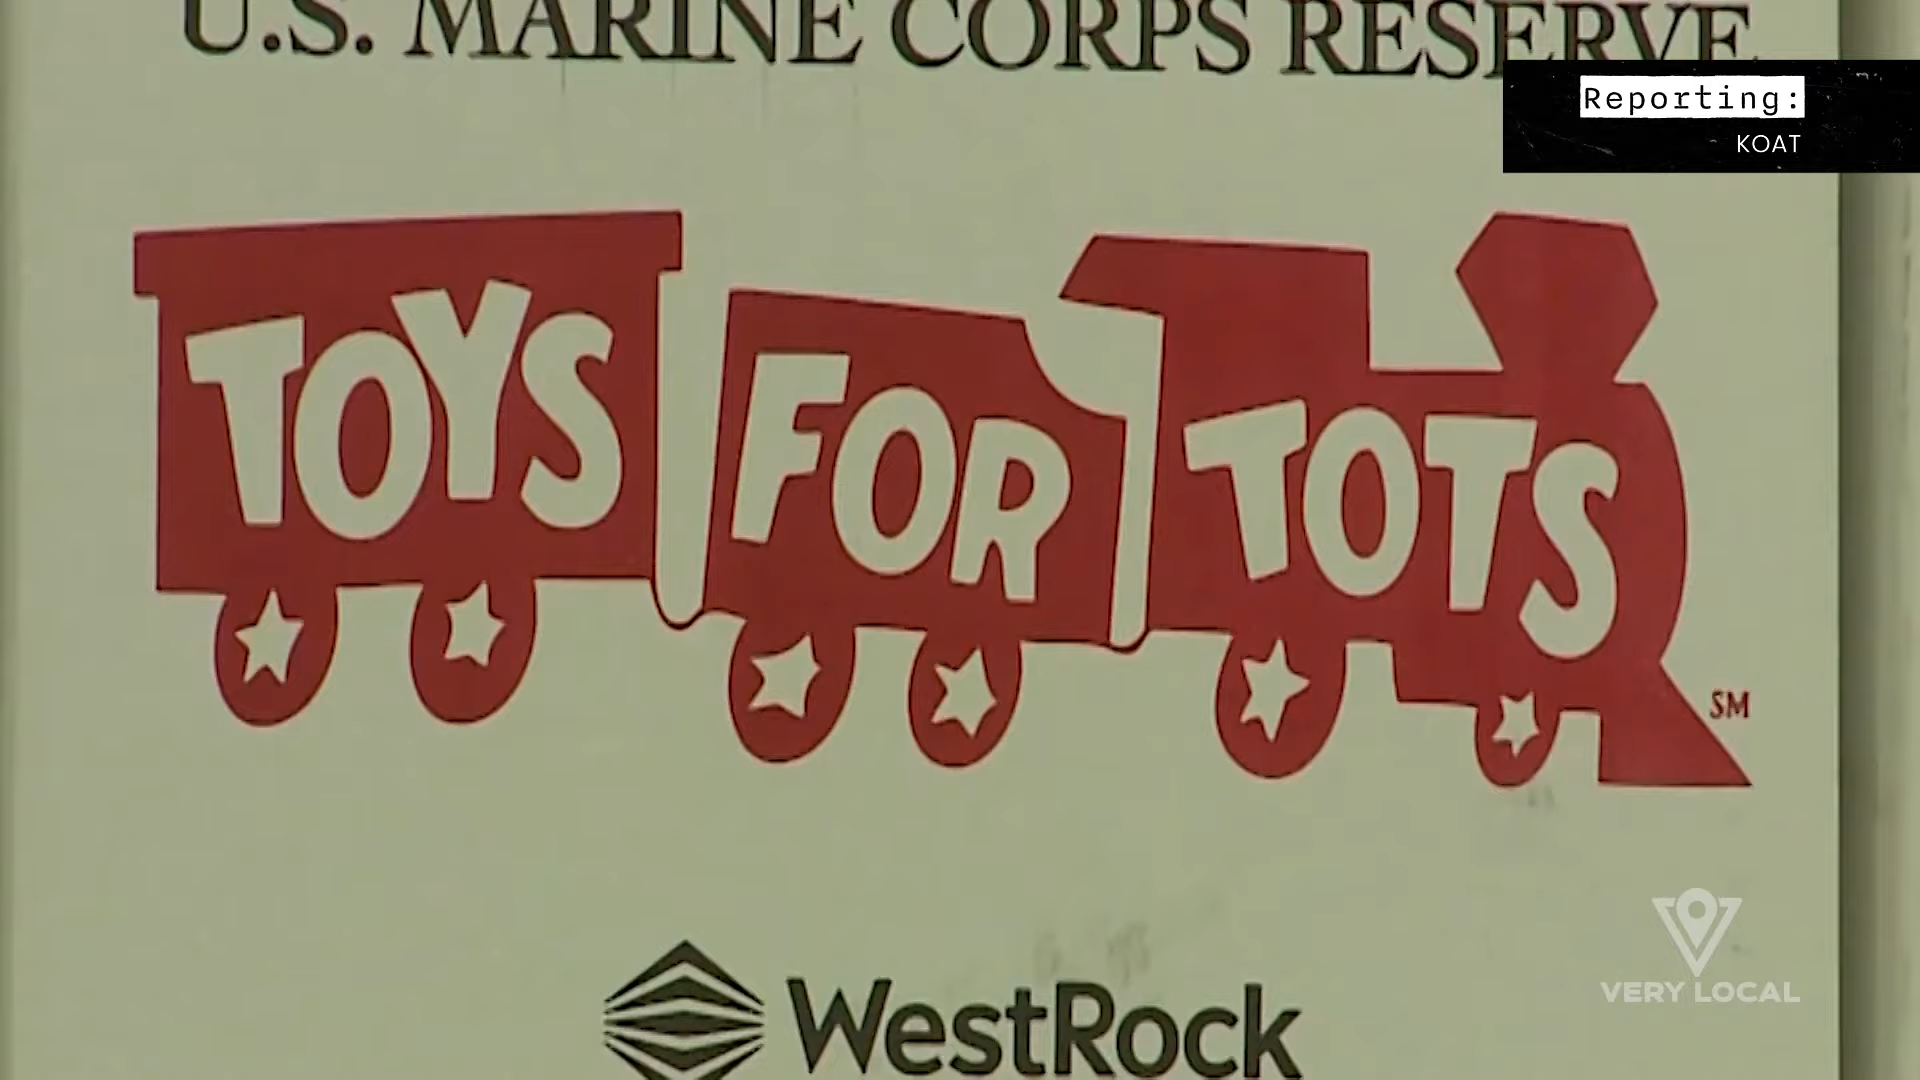 U.S. MARINE CORPS RESERVE
Reporting:
KOAT
TOYS FOR TOTS
SM
WestRock
VERY LOCAL